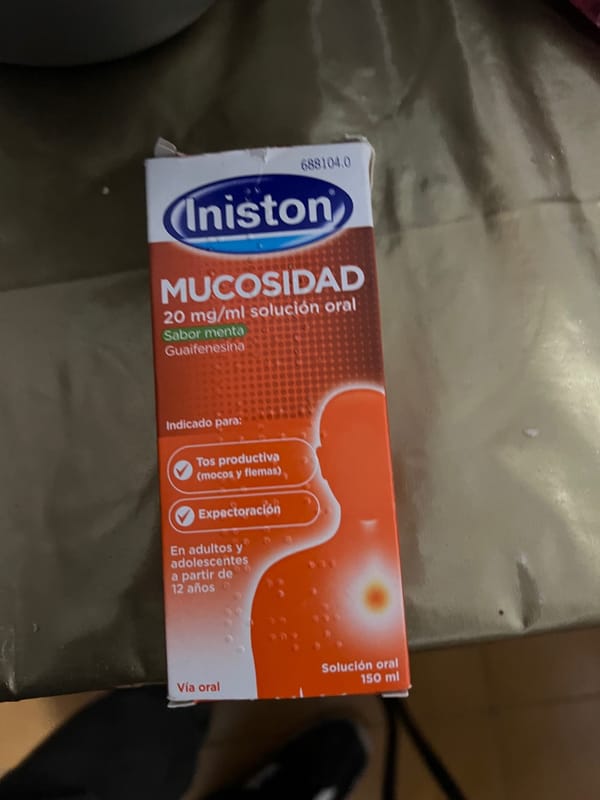 688104.0
Iniston
MUCOSIDAD
20 mg/ml solución oral
Sabor menta
Guaifenesina
Indicado para:
Tos productiva
(mocos y flemas)
Expectoración
En adultos y
adolescentes
a partir de
12 años
Solución oral
150 ml
Vía oral